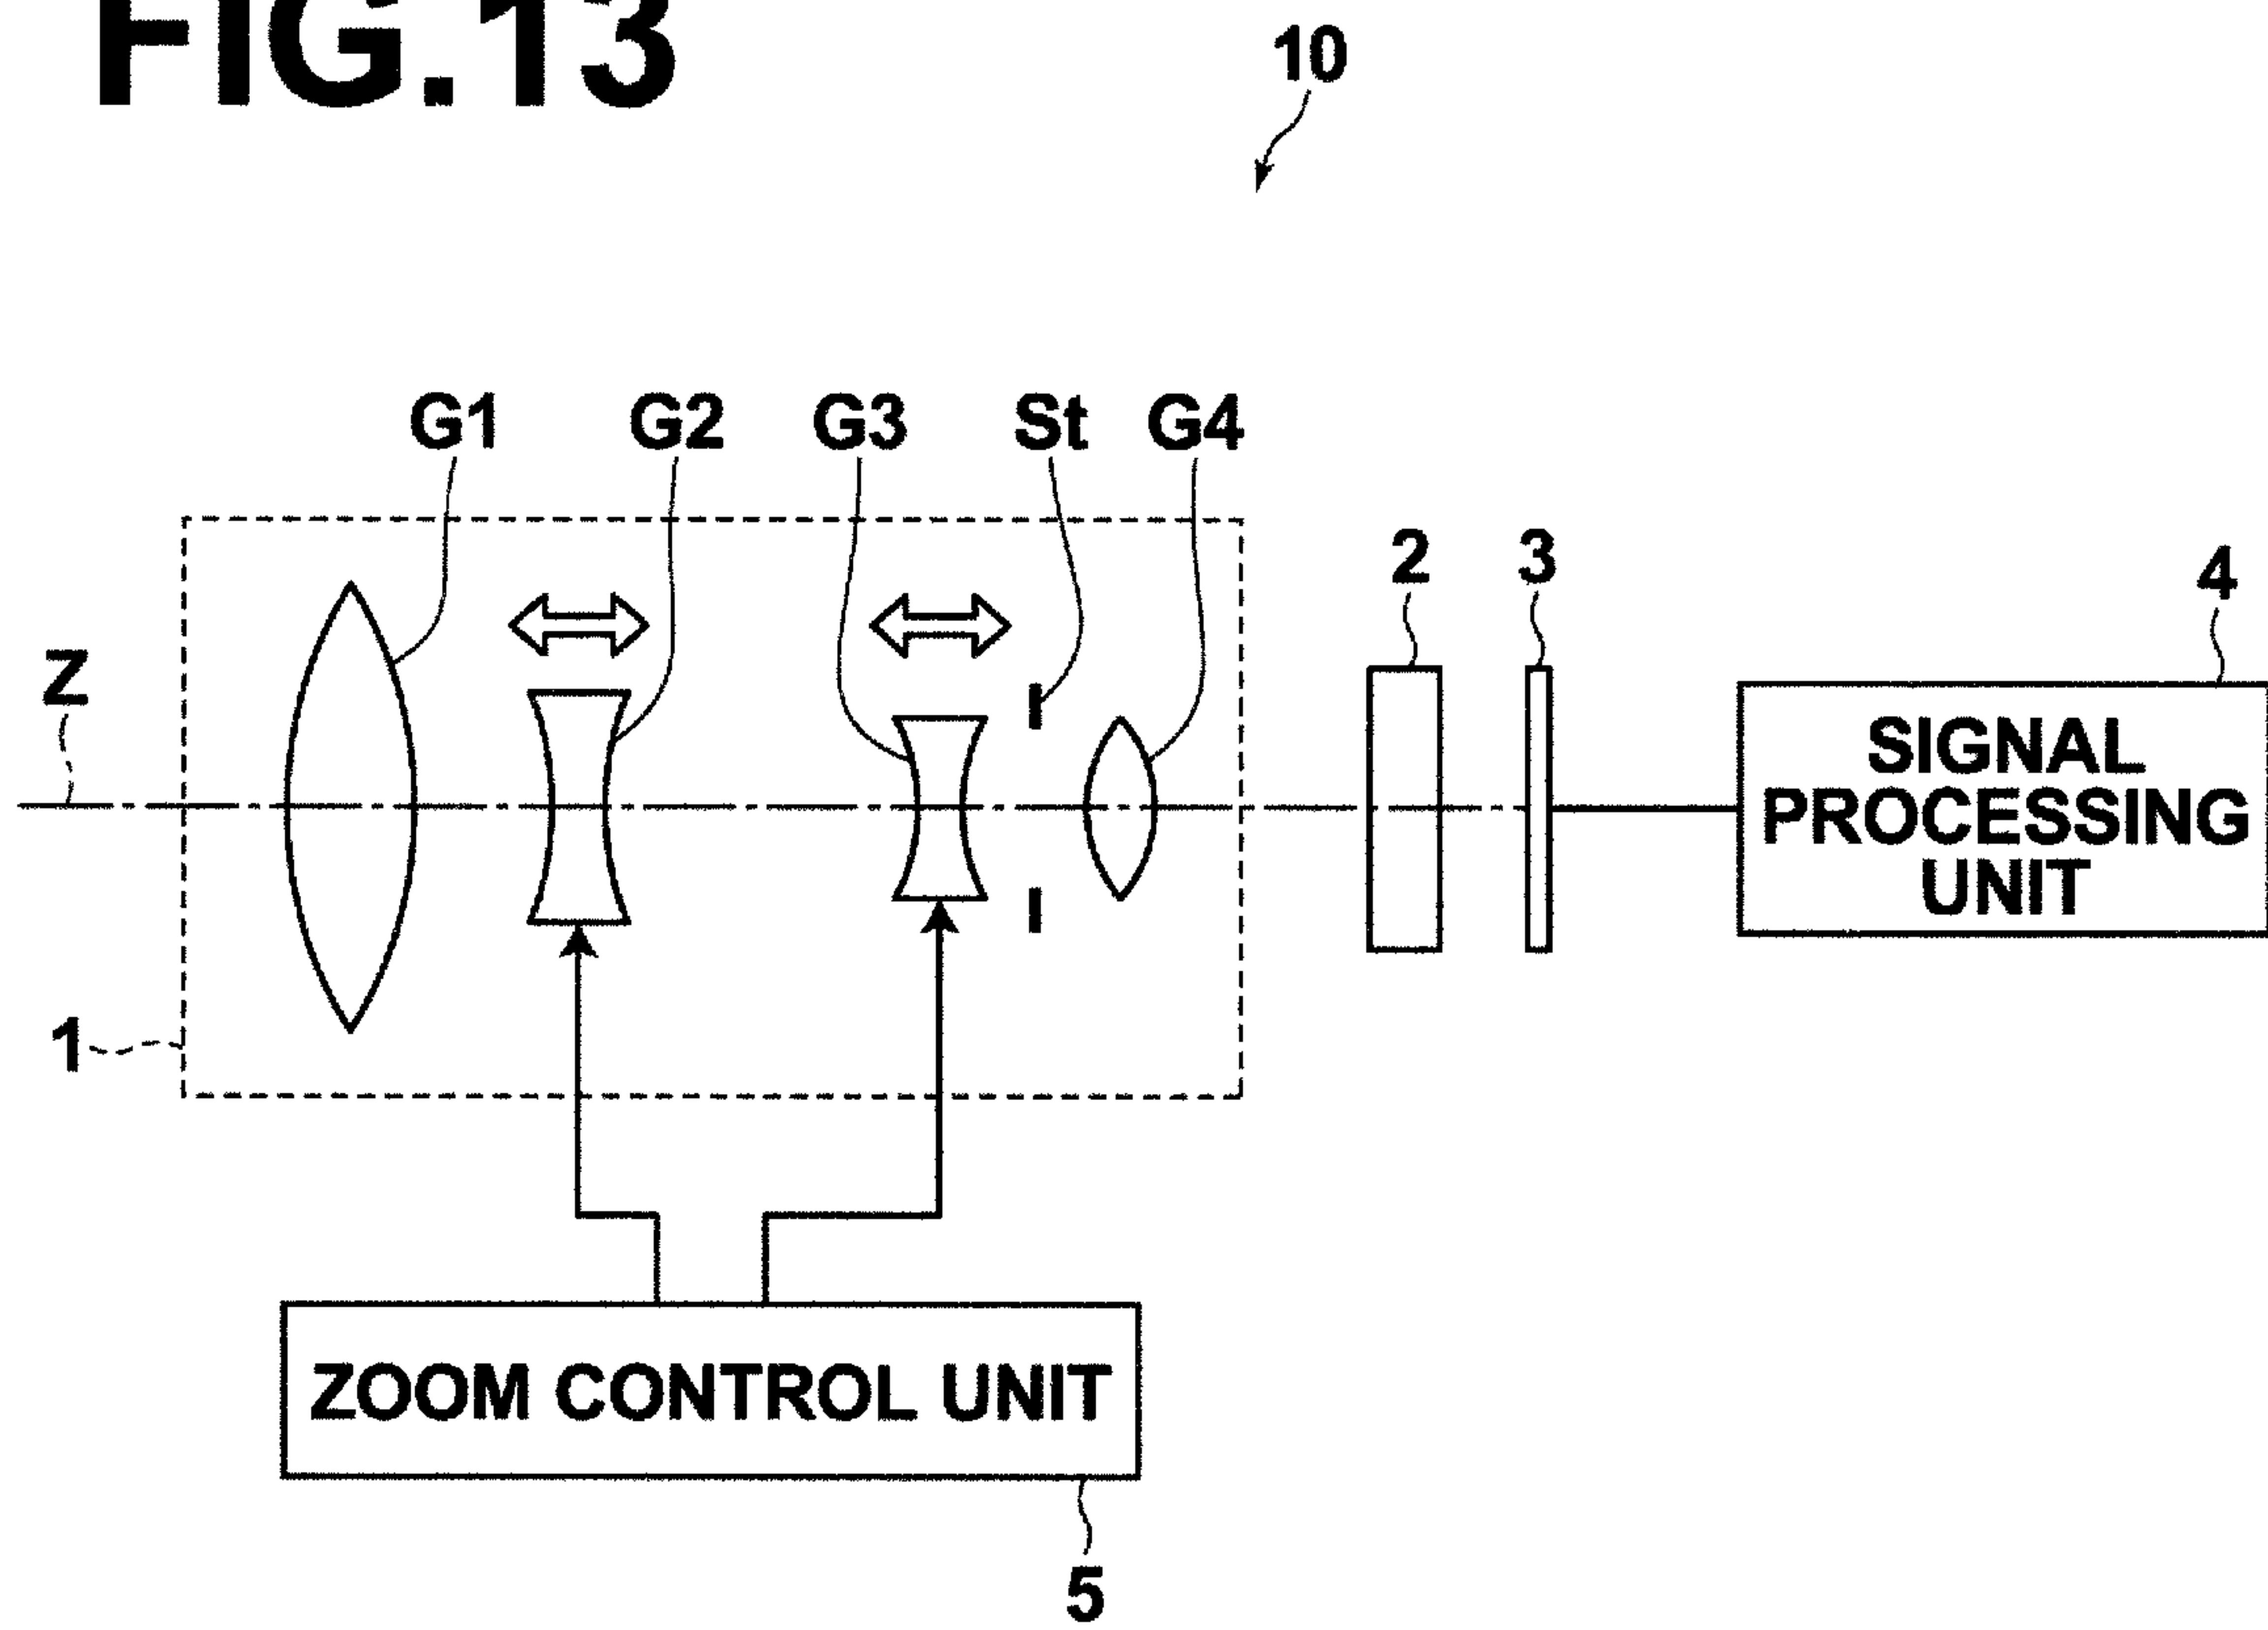 FIG.13
10
G1 G2 G3 St G4
2 3 4
Z
SIGNAL
PROCESSING
UNIT
1
ZOOM CONTROL UNIT
5